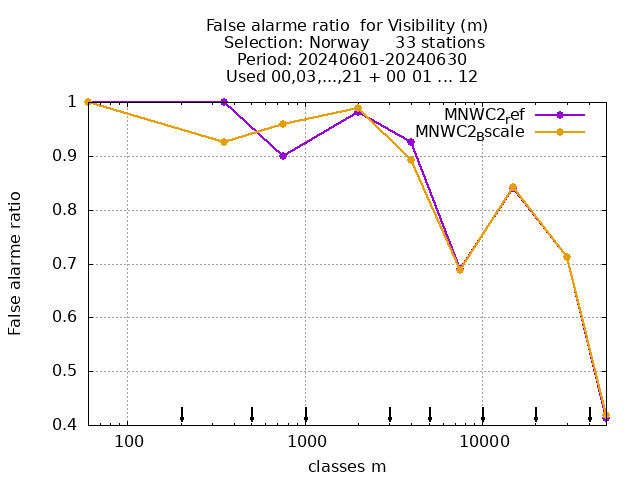 False alarme ratio  for Visibility (m)
Selection: Norway     33 stations
Period: 20240601-20240630
Used 00,03,...,21 + 00 01 ... 12
MNWC2ref
MNWC2Bscale
1
0.9
0.8
0.7
0.6
0.5
0.4
False alarme ratio
100
1000
10000
classes m